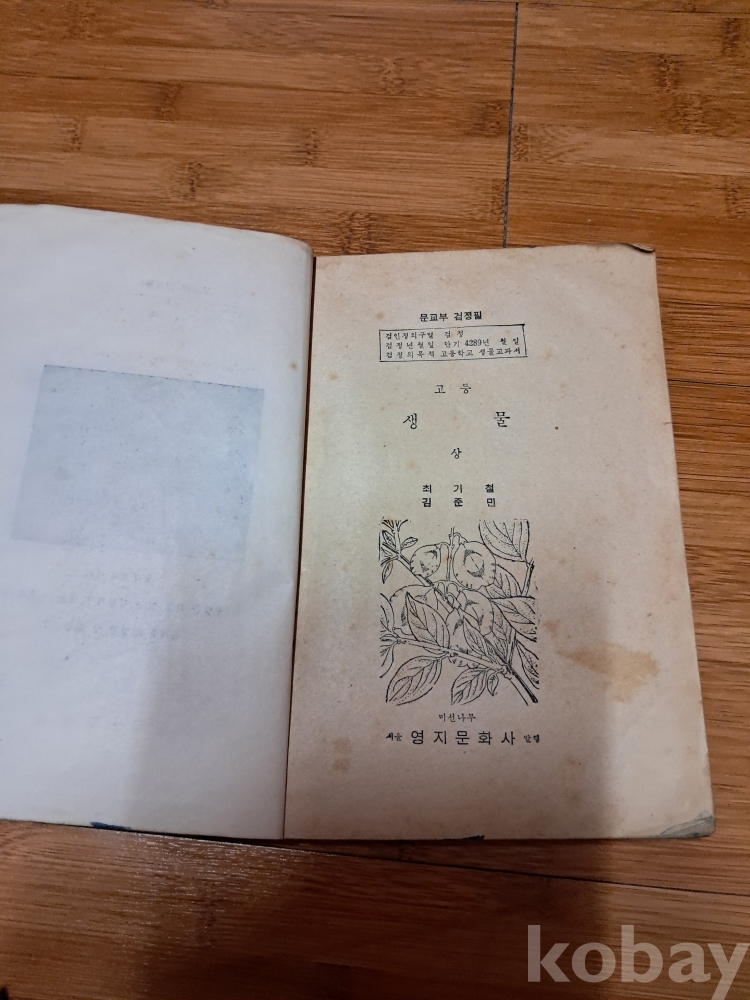 문교부 검정필
검인정의구별 검 정
검정년월일 단기 4289년 월 일
검정의목적 고등학교 생물교과서
고 등
생 물
상
최 기 철
김 준 민
미선나무
서울 영지문화사 발행
kobay